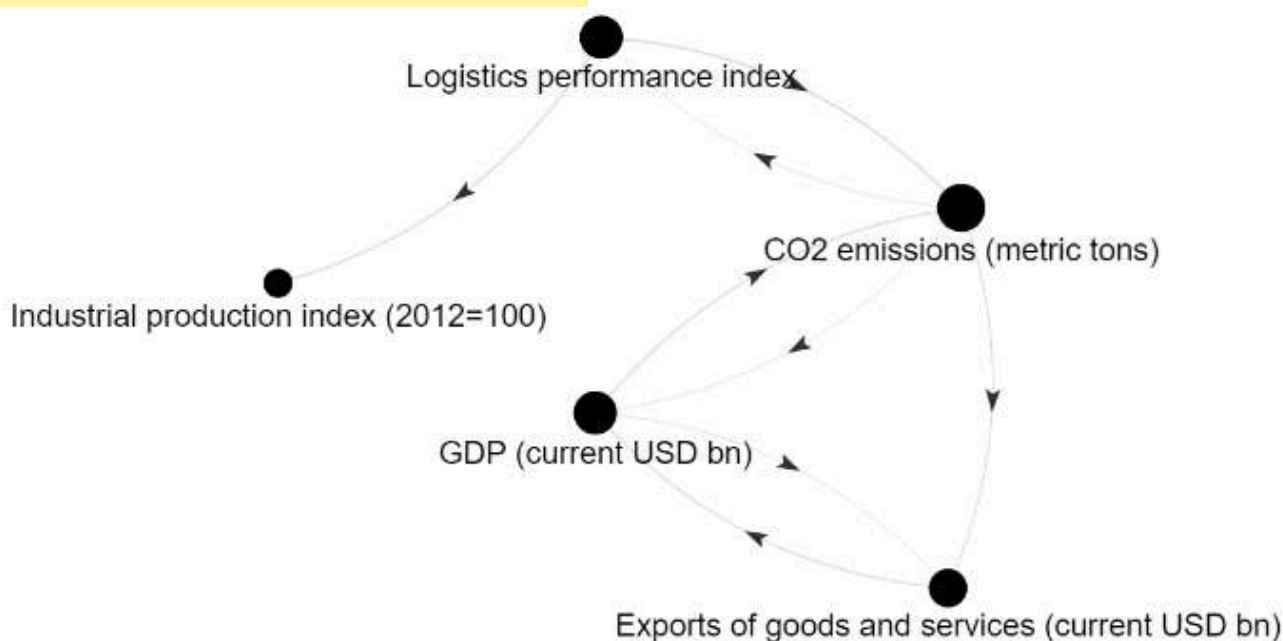 Logistics performance index
CO2 emissions (metric tons)
Industrial production index (2012=100)
GDP (current USD bn)
Exports of goods and services (current USD bn)